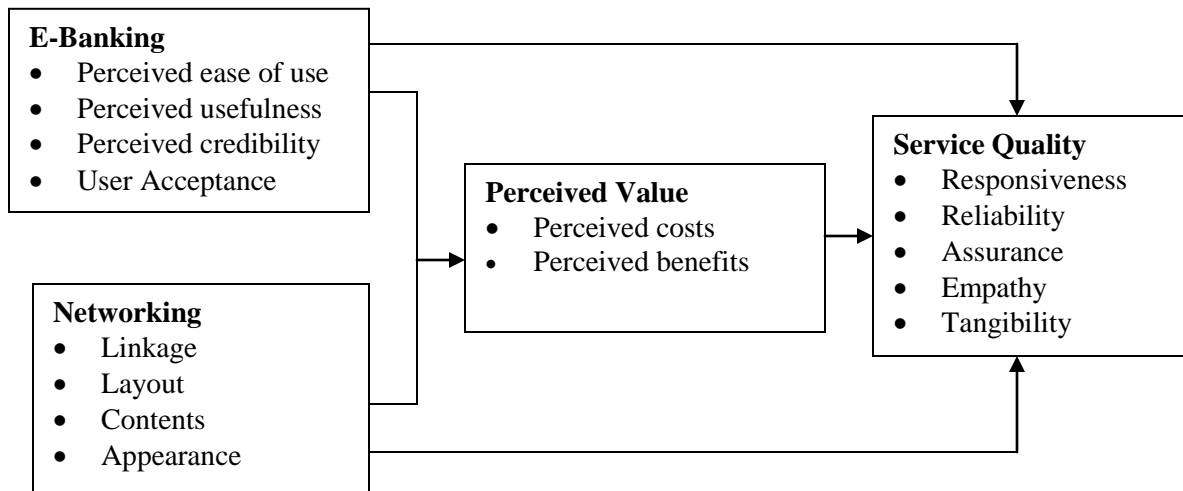 E-Banking
• Perceived ease of use
• Perceived usefulness
• Perceived credibility
• User Acceptance
Networking
• Linkage
• Layout
• Contents
• Appearance
Perceived Value
• Perceived costs
• Perceived benefits
Service Quality
• Responsiveness
• Reliability
• Assurance
• Empathy
• Tangibility